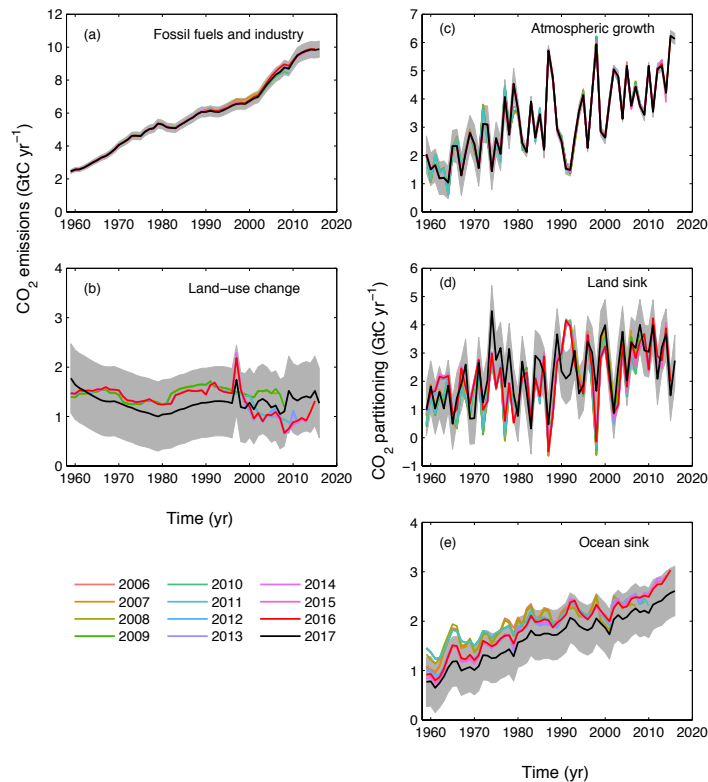 (a) Fossil fuels and industry
12
10
8
6
4
2
0
1960 1970 1980 1990 2000 2010 2020
(b) Land−use change
4
3
2
1
0
1960 1970 1980 1990 2000 2010 2020
CO2 emissions (GtC yr−1)
Time (yr)
2006 2010 2014
2007 2011 2015
2008 2012 2016
2009 2013 2017
(c) Atmospheric growth
7
6
5
4
3
2
1
0
1960 1970 1980 1990 2000 2010 2020
(d) Land sink
6
5
4
3
2
1
0
−1
1960 1970 1980 1990 2000 2010 2020
CO2 partitioning (GtC yr−1)
(e) Ocean sink
4
3
2
1
0
1960 1970 1980 1990 2000 2010 2020
Time (yr)